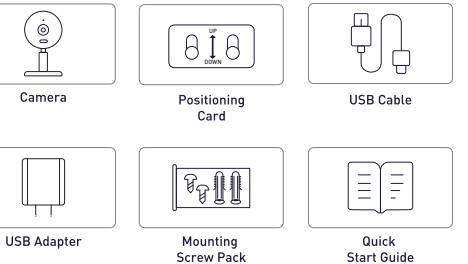 UP
DOWN
Camera
Positioning
Card
USB Cable
USB Adapter
Mounting
Screw Pack
Quick
Start Guide